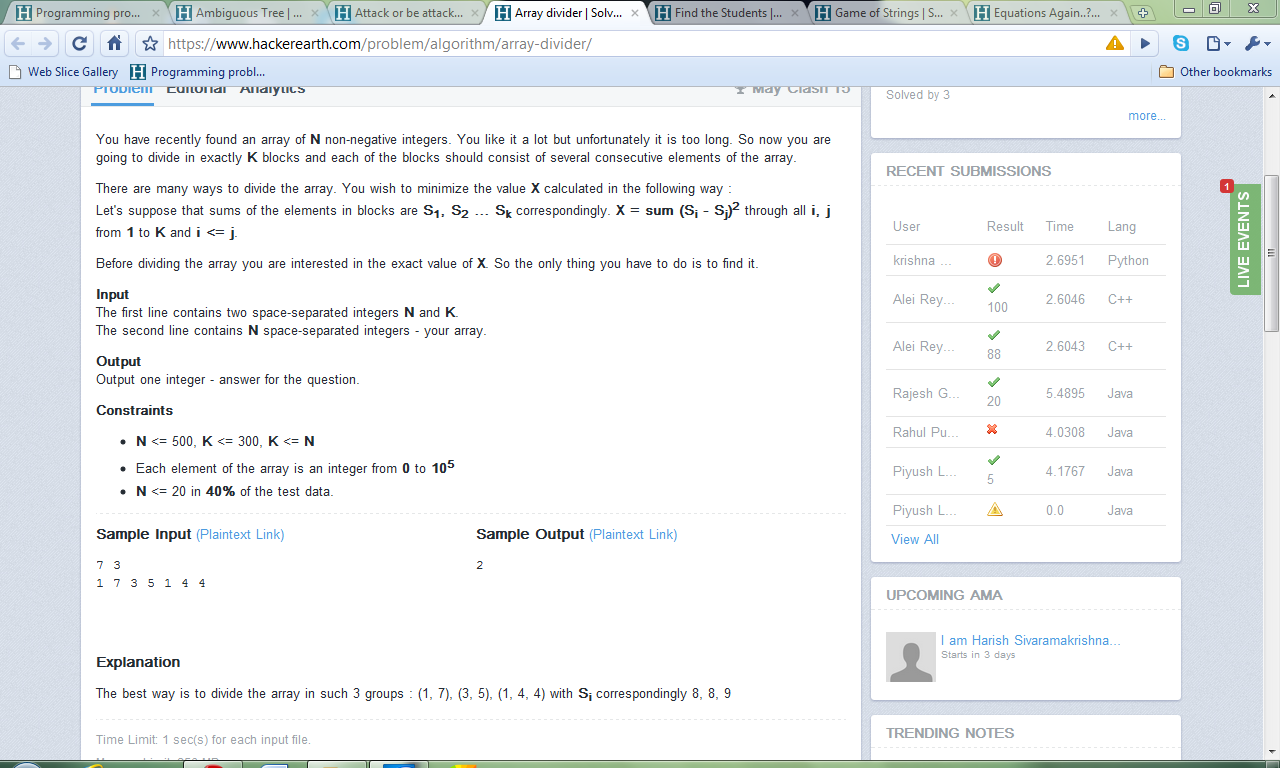 Programming pro...
Ambiguous Tree | ...
Attack or be attack...
Array divider | Solv...
Find the Students |...
Game of Strings | S...
Equations Again..?...
https://www.hackerearth.com/problem/algorithm/array-divider/
Web Slice Gallery
Programming probl...
Other bookmarks
Problem Editorial Analytics
May Clash 15
You have recently found an array of N non-negative integers. You like it a lot but unfortunately it is too long. So now you are
going to divide in exactly K blocks and each of the blocks should consist of several consecutive elements of the array.
There are many ways to divide the array. You wish to minimize the value X calculated in the following way :
Let's suppose that sums of the elements in blocks are S1, S2 ... Sk correspondingly. X = sum (Si - Sj)2 through all i, j
from 1 to K and i <= j.
Before dividing the array you are interested in the exact value of X. So the only thing you have to do is to find it.
Input
The first line contains two space-separated integers N and K.
The second line contains N space-separated integers - your array.
Output
Output one integer - answer for the question.
Constraints
N <= 500, K <= 300, K <= N
Each element of the array is an integer from 0 to 105
N <= 20 in 40% of the test data.
Sample Input (Plaintext Link)
7 3
1 7 3 5 1 4 4
Sample Output (Plaintext Link)
2
Explanation
The best way is to divide the array in such 3 groups : (1, 7), (3, 5), (1, 4, 4) with Si correspondingly 8, 8, 9
Time Limit: 1 sec(s) for each input file.
Solved by 3
more...
RECENT SUBMISSIONS
User Result Time Lang
krishna ... 2.6951 Python
Alei Rey... 100 2.6046 C++
Alei Rey... 88 2.6043 C++
Rajesh G... 20 5.4895 Java
Rahul Pu... 4.0308 Java
Piyush L... 5 4.1767 Java
Piyush L... 0.0 Java
View All
UPCOMING AMA
I am Harish Sivaramakrishna...
Starts in 3 days
TRENDING NOTES
1
LIVE EVENTS